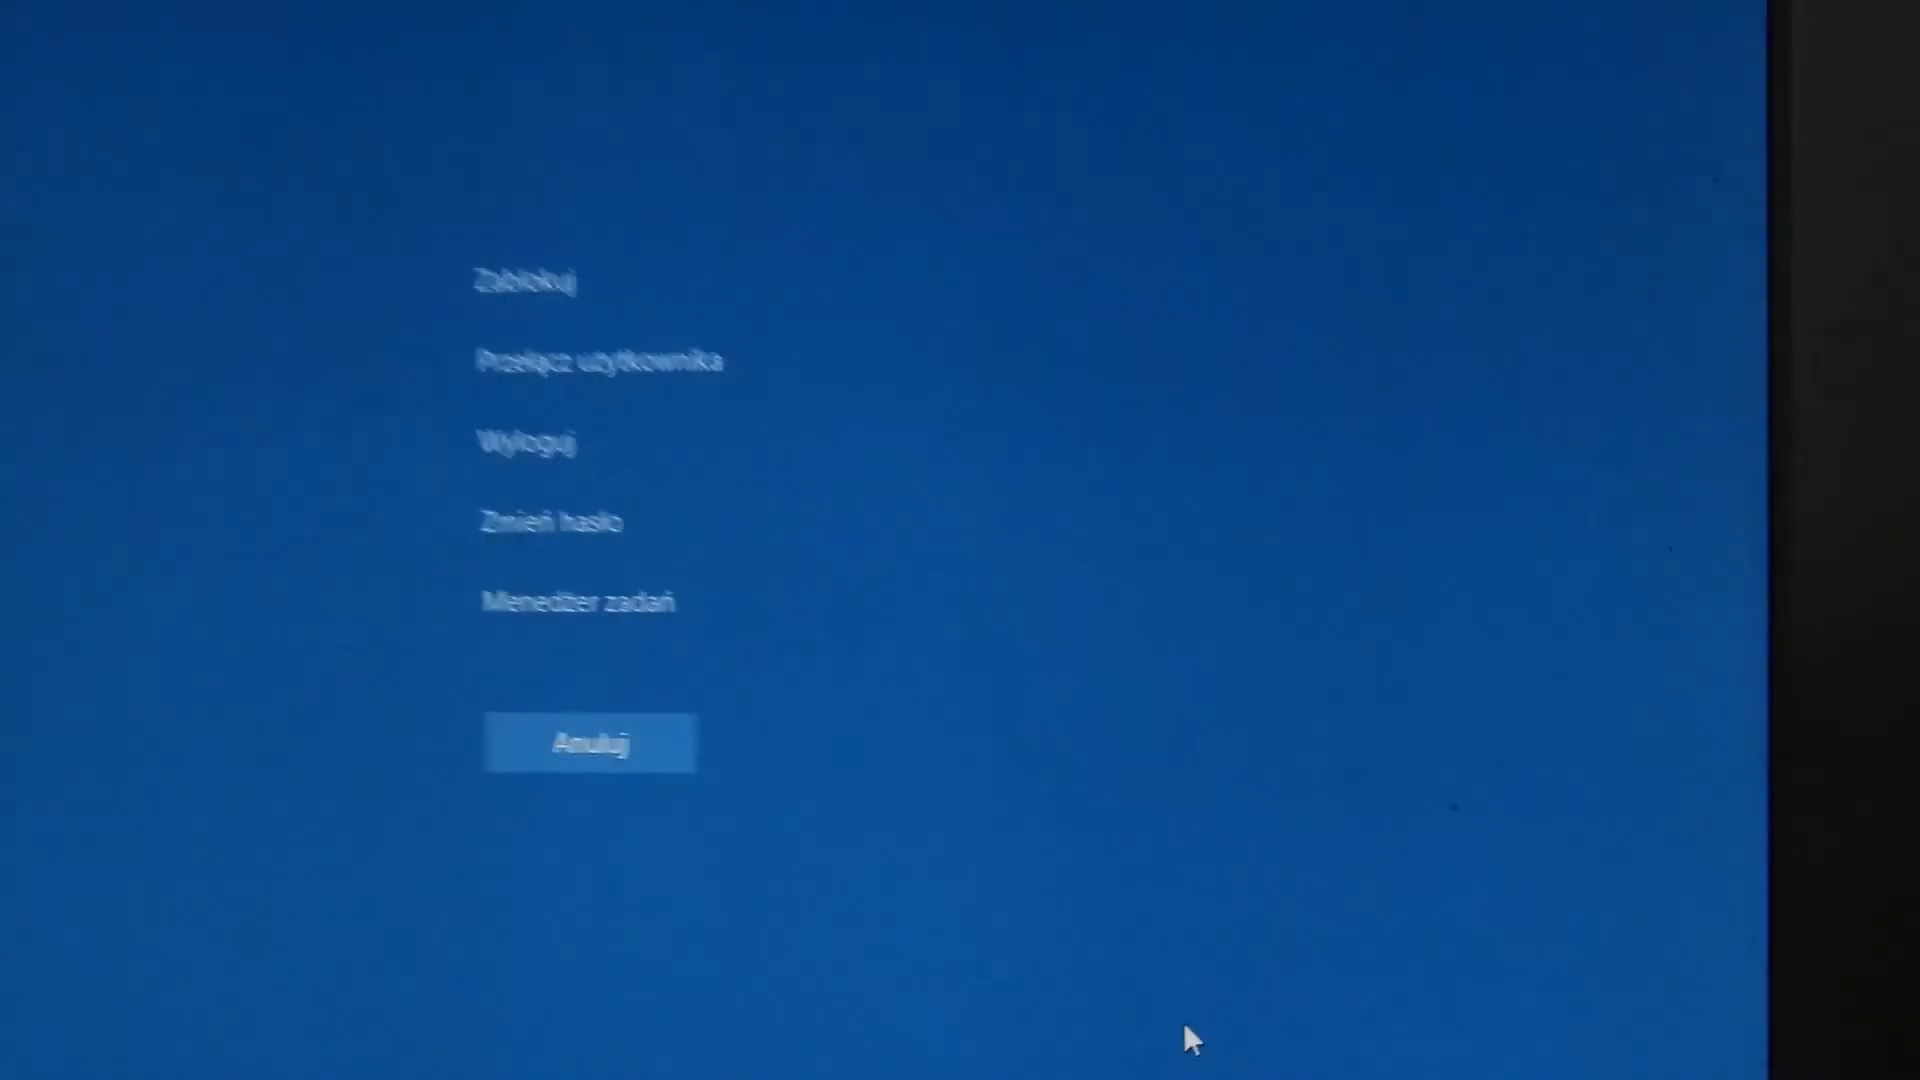 Zablokuj
Przełącz użytkownika
Wyloguj
Zmień hasło
Menedżer zadań
Anuluj